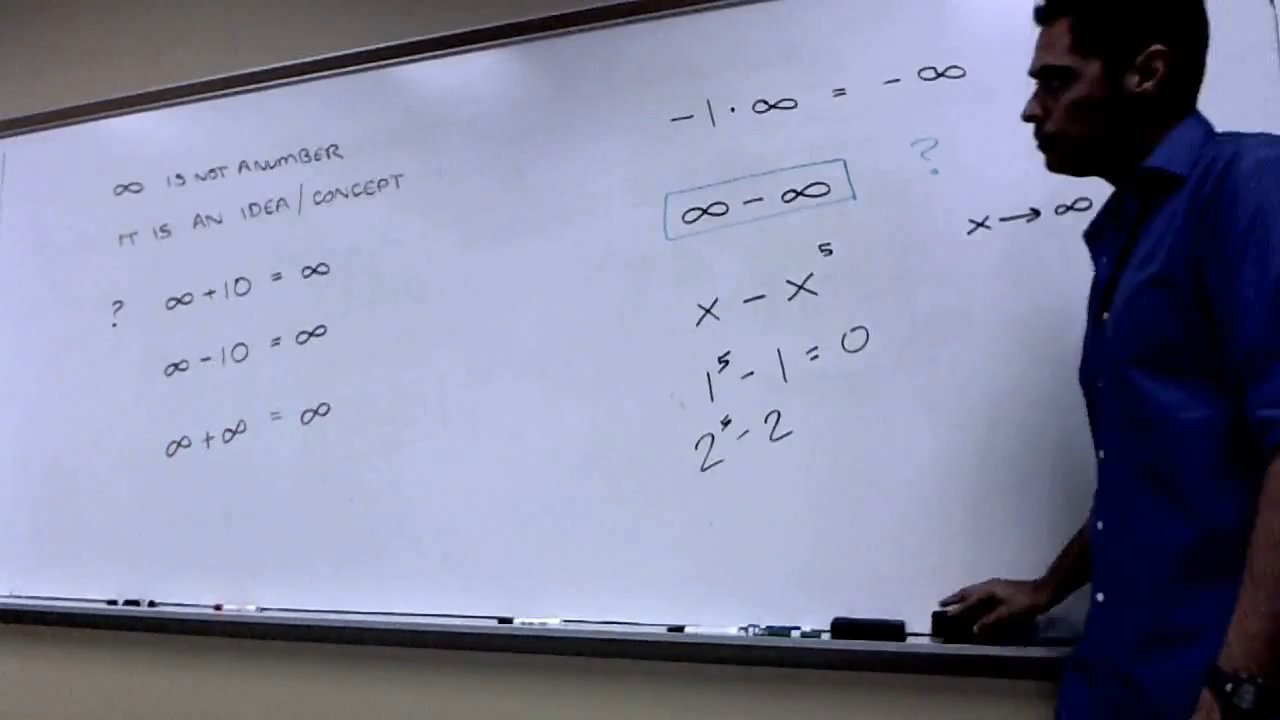 ∞ IS NOT A NUMBER
IT IS AN IDEA/CONCEPT
? ∞ + 10 = ∞
∞ - 10 = ∞
∞ + ∞ = ∞
-1 · ∞ = -∞
∞ - ∞ ?
x → ∞
x - x⁵
1⁵ - 1 = 0
2⁵ - 2